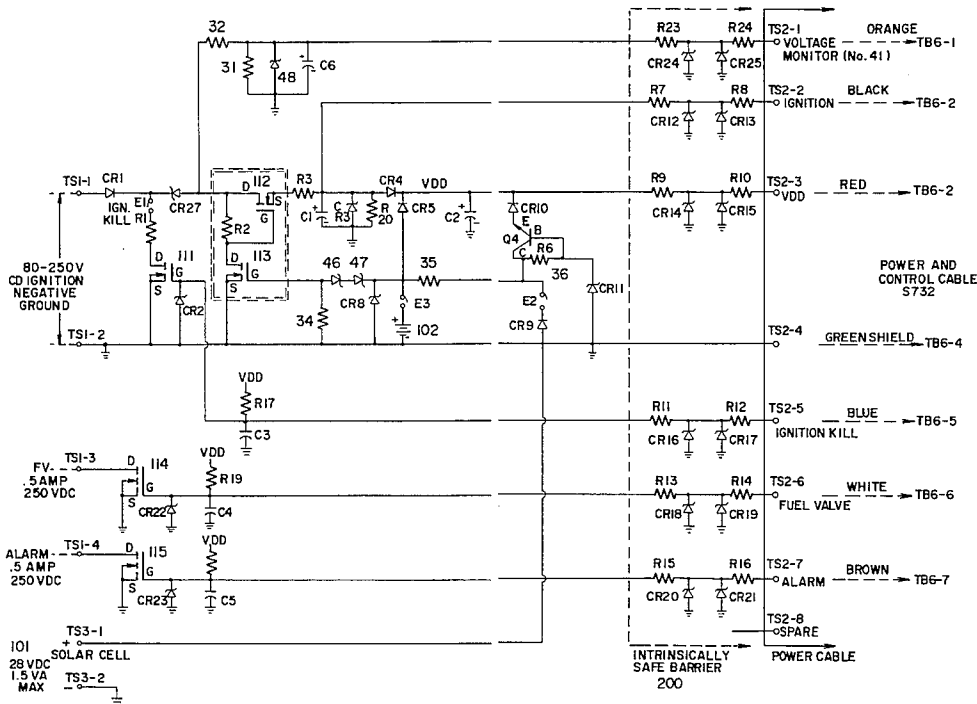 32
R23
R24
TS2-1
ORANGE
VOLTAGE
MONITOR (No. 41)
TB6-1
31
48
C6
CR24
CR25
R7
R8
TS2-2
BLACK
IGNITION
TB6-2
CR12
CR13
TS1-1
CR1
E1
IGN.
KILL
R1
CR27
D
112
S
G
R3
CR4
VDD
R9
R10
TS2-3
RED
VDD
TB6-2
C1
C
R3
R
20
CR5
C2
CR10
E
B
Q4
C
R6
36
CR14
CR15
R2
D
113
G
S
D
111
G
S
CR2
46
47
35
CR8
34
E3
102
E2
CR9
CR11
80-250V
CD IGNITION
NEGATIVE
GROUND
POWER AND
CONTROL CABLE
S732
TS1-2
TS2-4
GREEN SHIELD
TB6-4
VDD
R17
C3
R11
R12
TS2-5
BLUE
IGNITION KILL
TB6-5
CR16
CR17
FV
.5 AMP
250 VDC
TS1-3
D
114
G
S
CR22
VDD
R19
C4
R13
R14
TS2-6
WHITE
FUEL VALVE
TB6-6
CR18
CR19
ALARM
.5 AMP
250 VDC
TS1-4
D
115
G
S
CR23
VDD
C5
R15
R16
TS2-7
BROWN
ALARM
TB6-7
CR20
CR21
TS2-8
SPARE
101
28 VDC
1.5 VA
MAX
+
TS3-1
SOLAR CELL
TS3-2
INTRINSICALLY
SAFE BARRIER
200
POWER CABLE